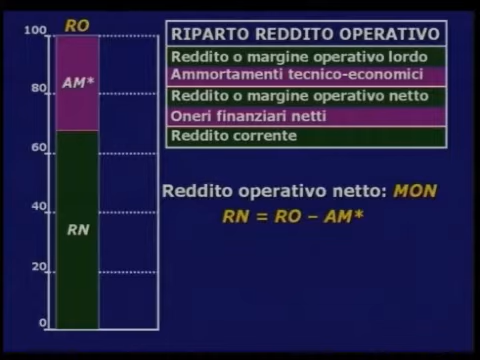 RO
100
80
60
40
20
0
AM*
RN
RIPARTO REDDITO OPERATIVO
Reddito o margine operativo lordo
Ammortamenti tecnico-economici
Reddito o margine operativo netto
Oneri finanziari netti
Reddito corrente
Reddito operativo netto: MON
RN = RO – AM*